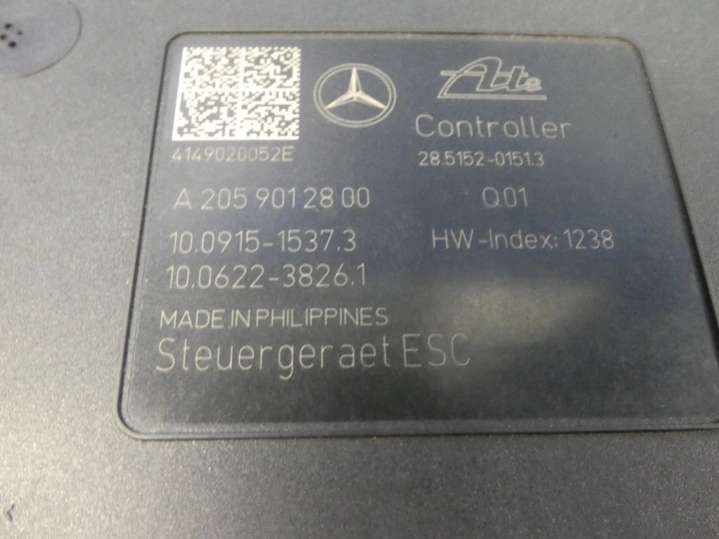 Ate
Controller
4149020052E
28.5152-0151.3
A 205 901 28 00
Q01
10.0915-1537.3
HW-Index: 1238
10.0622-3826.1
MADE IN PHILIPPINES
Steuergeraet ESC